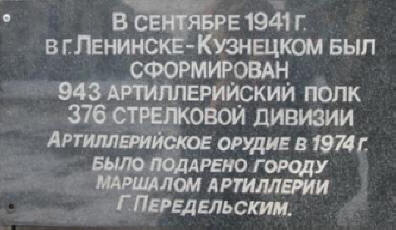 В СЕНТЯБРЕ 1941 Г.
В Г. ЛЕНИНСКЕ-КУЗНЕЦКОМ БЫЛ
СФОРМИРОВАН
943 АРТИЛЛЕРИЙСКИЙ ПОЛК
376 СТРЕЛКОВОЙ ДИВИЗИИ
АРТИЛЛЕРИЙСКОЕ ОРУДИЕ В 1974 Г.
БЫЛО ПОДАРЕНО ГОРОДУ
МАРШАЛОМ АРТИЛЛЕРИИ
Г. ПЕРЕДЕЛЬСКИМ.